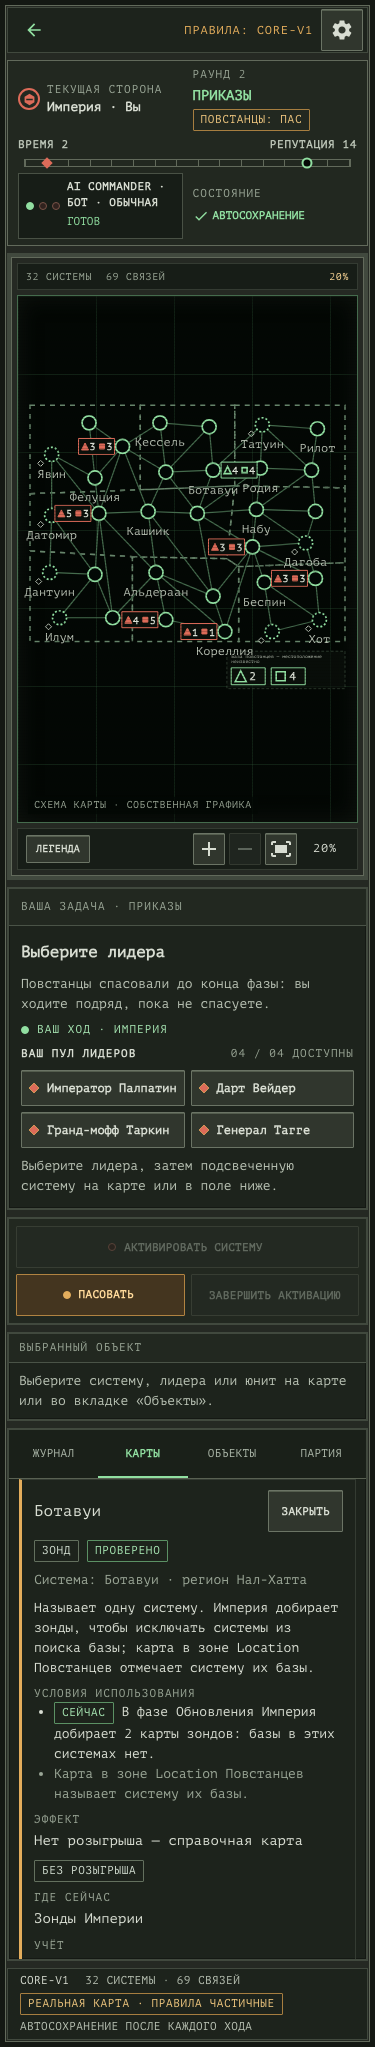 ПРАВИЛА: CORE-V1
ТЕКУЩАЯ СТОРОНА
Империя · Вы
РАУНД 2
ПРИКАЗЫ
ПОВСТАНЦЫ: ПАС
ВРЕМЯ 2
РЕПУТАЦИЯ 14
AI COMMANDER ·
БОТ · ОБЫЧНАЯ
ГОТОВ
СОСТОЯНИЕ
АВТОСОХРАНЕНИЕ
32 СИСТЕМЫ 69 СВЯЗЕЙ
20%
3 3
Кессель
Татуин
Рилот
Явин
4 4
Фелуция
Ботавуи
Родия
5 3
Датомир
Кашиик
Набу
3 3
Дагоба
Дантуин
Альдераан
3 3
Беспин
4 5
1 1
Илум
Хот
Кореллия
2 4
СХЕМА КАРТЫ · СОБСТВЕННАЯ ГРАФИКА
ЛЕГЕНДА
20%
ВАША ЗАДАЧА · ПРИКАЗЫ
Выберите лидера
Повстанцы спасовали до конца фазы: вы
ходите подряд, пока не спасуете.
ВАШ ХОД · ИМПЕРИЯ
ВАШ ПУЛ ЛИДЕРОВ
04 / 04 ДОСТУПНЫ
Император Палпатин
Дарт Вейдер
Гранд-мофф Таркин
Генерал Тагге
Выберите лидера, затем подсвеченную
систему на карте или в поле ниже.
АКТИВИРОВАТЬ СИСТЕМУ
ПАСОВАТЬ
ЗАВЕРШИТЬ АКТИВАЦИЮ
ВЫБРАННЫЙ ОБЪЕКТ
Выберите систему, лидера или юнит на карте
или во вкладке «Объекты».
ЖУРНАЛ
КАРТЫ
ОБЪЕКТЫ
ПАРТИЯ
Ботавуи
ЗАКРЫТЬ
ЗОНД
ПРОВЕРЕНО
Система: Ботавуи · регион Нал-Хатта
Называет одну систему. Империя добирает
зонды, чтобы исключать системы из
поиска базы; карта в зоне Location
Повстанцев отмечает систему их базы.
УСЛОВИЯ ИСПОЛЬЗОВАНИЯ
• СЕЙЧАС В фазе Обновления Империя
добирает 2 карты зондов: базы в этих
системах нет.
• Карта в зоне Location Повстанцев
называет систему их базы.
ЭФФЕКТ
Нет розыгрыша — справочная карта
БЕЗ РОЗЫГРЫША
ГДЕ СЕЙЧАС
Зонды Империи
УЧЁТ
CORE-V1 32 СИСТЕМЫ · 69 СВЯЗЕЙ
РЕАЛЬНАЯ КАРТА · ПРАВИЛА ЧАСТИЧНЫЕ
АВТОСОХРАНЕНИЕ ПОСЛЕ КАЖДОГО ХОДА